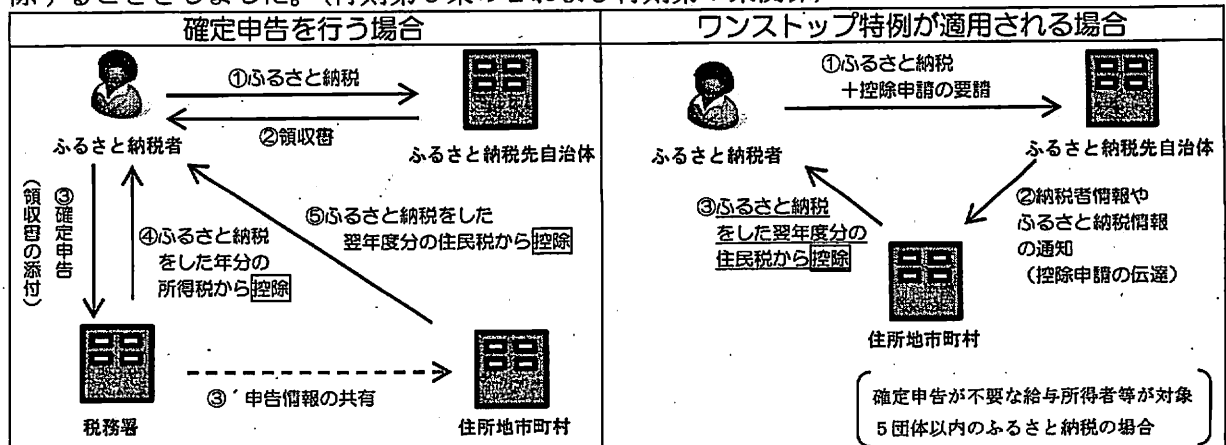 確定申告を行う場合
①ふるさと納税
②領収書
ふるさと納税者
ふるさと納税先自治体
③確定申告
(領収書の添付)
④ふるさと納税
をした年分の
所得税から控除
⑤ふるさと納税をした
翌年度分の住民税から控除
③´申告情報の共有
税務署
住所地市町村
ワンストップ特例が適用される場合
①ふるさと納税
+控除申請の要請
ふるさと納税者
ふるさと納税先自治体
②納税者情報や
ふるさと納税情報
の通知
(控除申請の伝達)
③ふるさと納税
をした翌年度分の
住民税から控除
住所地市町村
確定申告が不要な給与所得者等が対象
5団体以内のふるさと納税の場合